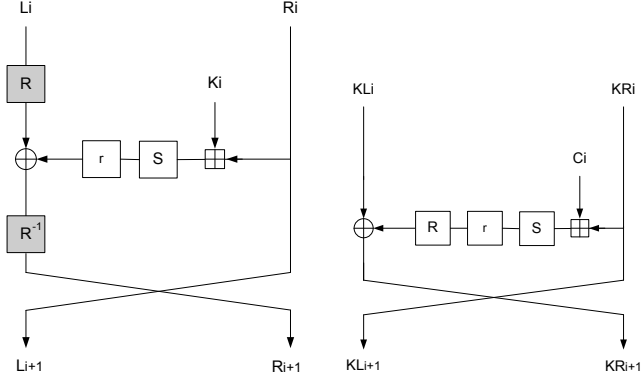 Li Ri
R
Ki
r S
R-1
Li+1 Ri+1
KLi KRi
Ci
R r S
KLi+1 KRi+1